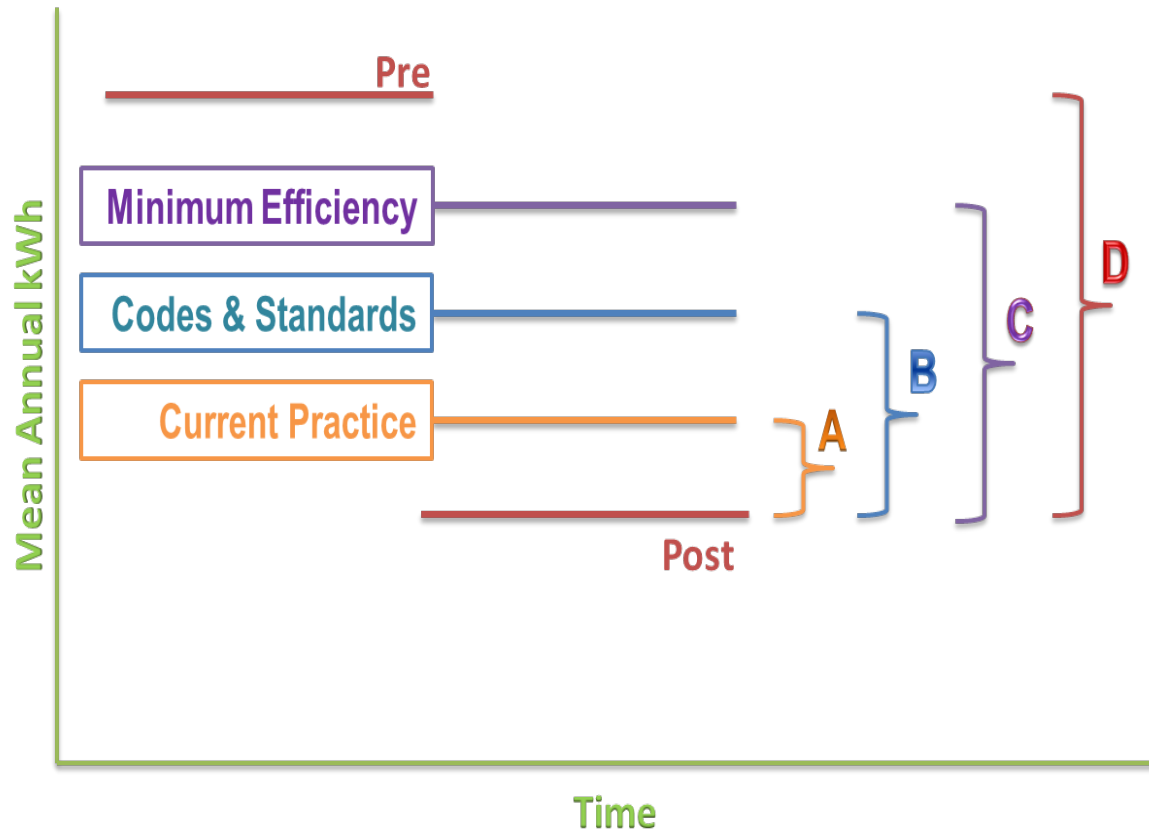 Pre
Minimum Efficiency
Codes & Standards
Current Practice
Post
A
B
C
D
Mean Annual kWh
Time